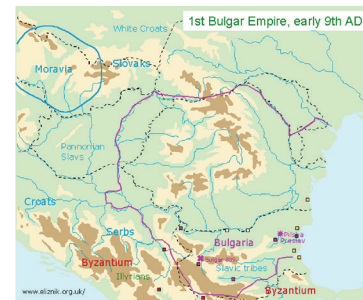 1st Bulgar Empire, early 9th AD
White Croats
Slovaks
Moravia
Pannonian
Slavs
Croats
Serbs
Bulgaria
Pliska
Preslav
Slavic tribes
Byzantium
Illyrians
www.eliznik.org.uk/
Byzantium